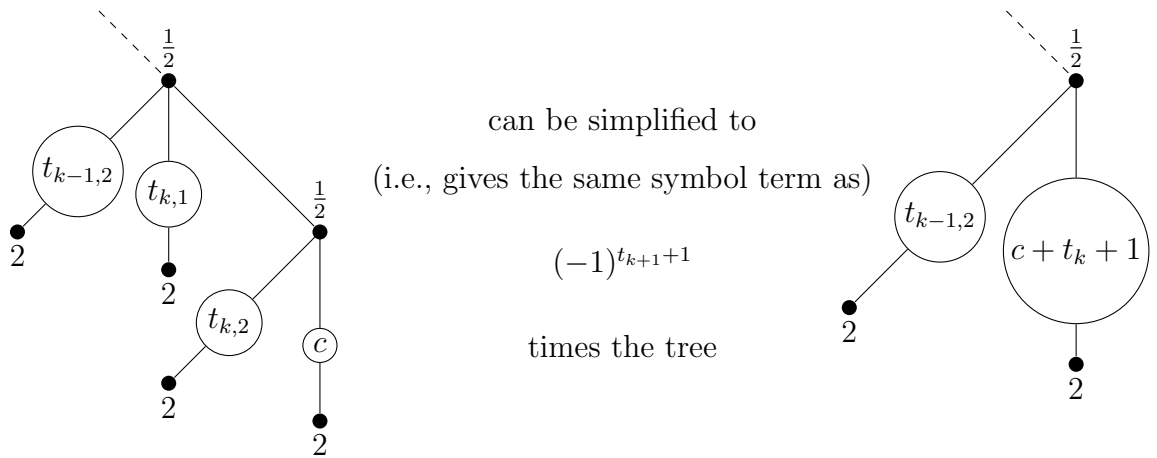 1/2
t_{k-1,2}
t_{k,1}
2
2
1/2
t_{k,2}
c
2
2
can be simplified to
(i.e., gives the same symbol term as)
(-1)^{t_{k+1}+1}
times the tree
1/2
t_{k-1,2}
c + t_k + 1
2
2